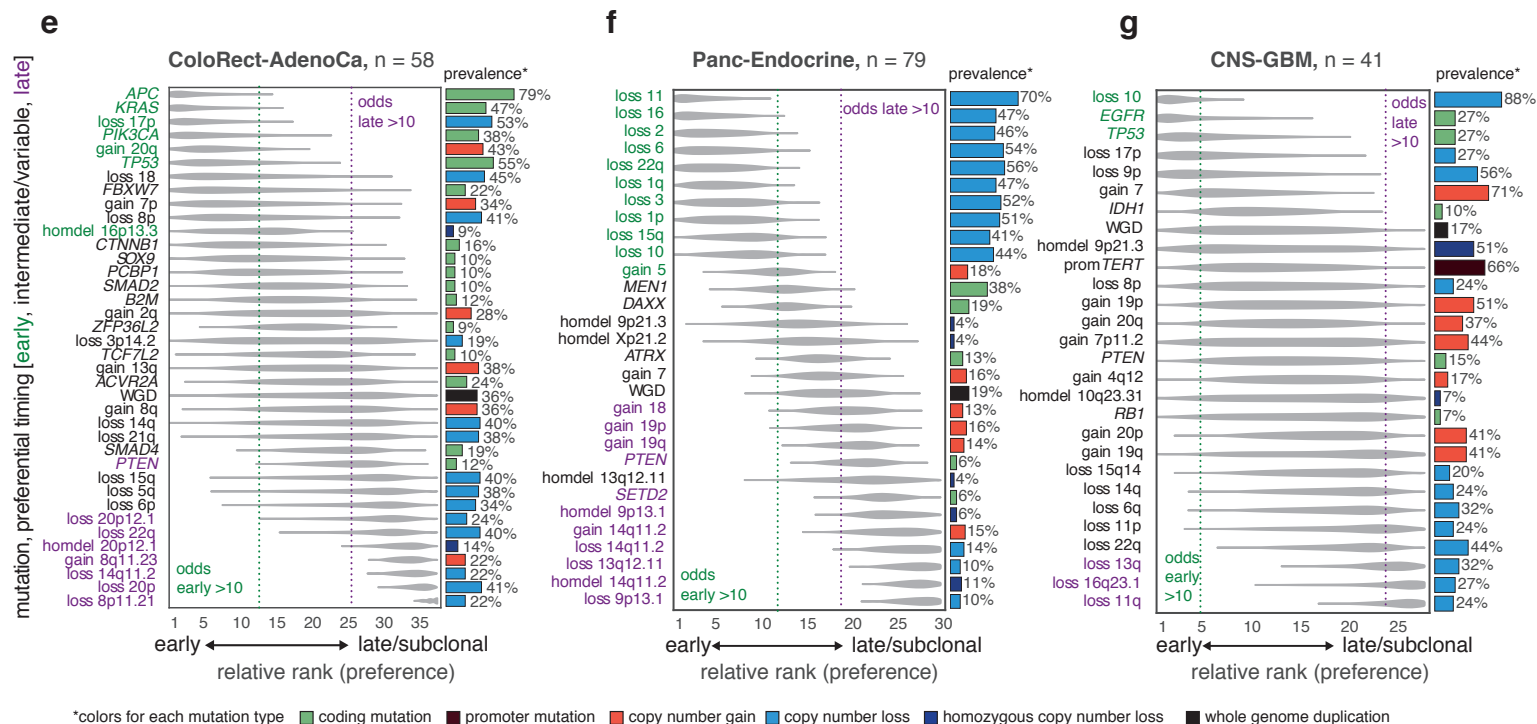 e
ColoRect-AdenoCa, n = 58
prevalence*
mutation, preferential timing [early, intermediate/variable, late]
APC 79%
KRAS 47%
loss 17p 53%
PIK3CA 38%
gain 20q 43%
TP53 55%
loss 18 45%
FBXW7 22%
gain 7p 34%
loss 8p 41%
homdel 16p13.3 9%
CTNNB1 16%
SOX9 10%
PCBP1 10%
SMAD2 10%
B2M 12%
gain 2q 28%
ZFP36L2 9%
loss 3p14.2 19%
TCF7L2 10%
gain 13q 38%
ACVR2A 24%
WGD 36%
gain 8q 36%
loss 14q 40%
loss 21q 38%
SMAD4 19%
PTEN 12%
loss 15q 40%
loss 5q 38%
loss 6p 34%
loss 20p12.1 24%
loss 22q 40%
homdel 20p12.1 14%
gain 8q11.23 22%
loss 14q11.2 22%
loss 20p 41%
loss 8p11.21 22%
odds
late >10
odds
early >10
1 5 10 15 20 25 30 35
early late/subclonal
relative rank (preference)
f
Panc-Endocrine, n = 79
prevalence*
loss 11 70%
loss 16 47%
loss 2 46%
loss 6 54%
loss 22q 56%
loss 1q 47%
loss 3 52%
loss 1p 51%
loss 15q 41%
loss 10 44%
gain 5 18%
MEN1 38%
DAXX 19%
homdel 9p21.3 4%
homdel Xp21.2 4%
ATRX 13%
gain 7 16%
WGD 19%
gain 18 13%
gain 19p 16%
gain 19q 14%
PTEN 6%
homdel 13q12.11 4%
SETD2 6%
homdel 9p13.1 6%
gain 14q11.2 15%
loss 14q11.2 14%
loss 13q12.11 10%
homdel 14q11.2 11%
loss 9p13.1 10%
odds late >10
odds
early >10
1 5 10 15 20 25 30
early late/subclonal
relative rank (preference)
g
CNS-GBM, n = 41
prevalence*
loss 10 88%
EGFR 27%
TP53 27%
loss 17p 27%
loss 9p 56%
gain 7 71%
IDH1 10%
WGD 17%
homdel 9p21.3 51%
promTERT 66%
loss 8p 24%
gain 19p 51%
gain 20q 37%
gain 7p11.2 44%
PTEN 15%
gain 4q12 17%
homdel 10q23.31 7%
RB1 7%
gain 20p 41%
gain 19q 41%
loss 15q14 20%
loss 14q 24%
loss 6q 32%
loss 11p 24%
loss 22q 44%
loss 13q 32%
loss 16q23.1 27%
loss 11q 24%
odds
late
>10
odds
early
>10
1 5 10 15 20 25
early late/subclonal
relative rank (preference)
*colors for each mutation type coding mutation promoter mutation copy number gain copy number loss homozygous copy number loss whole genome duplication